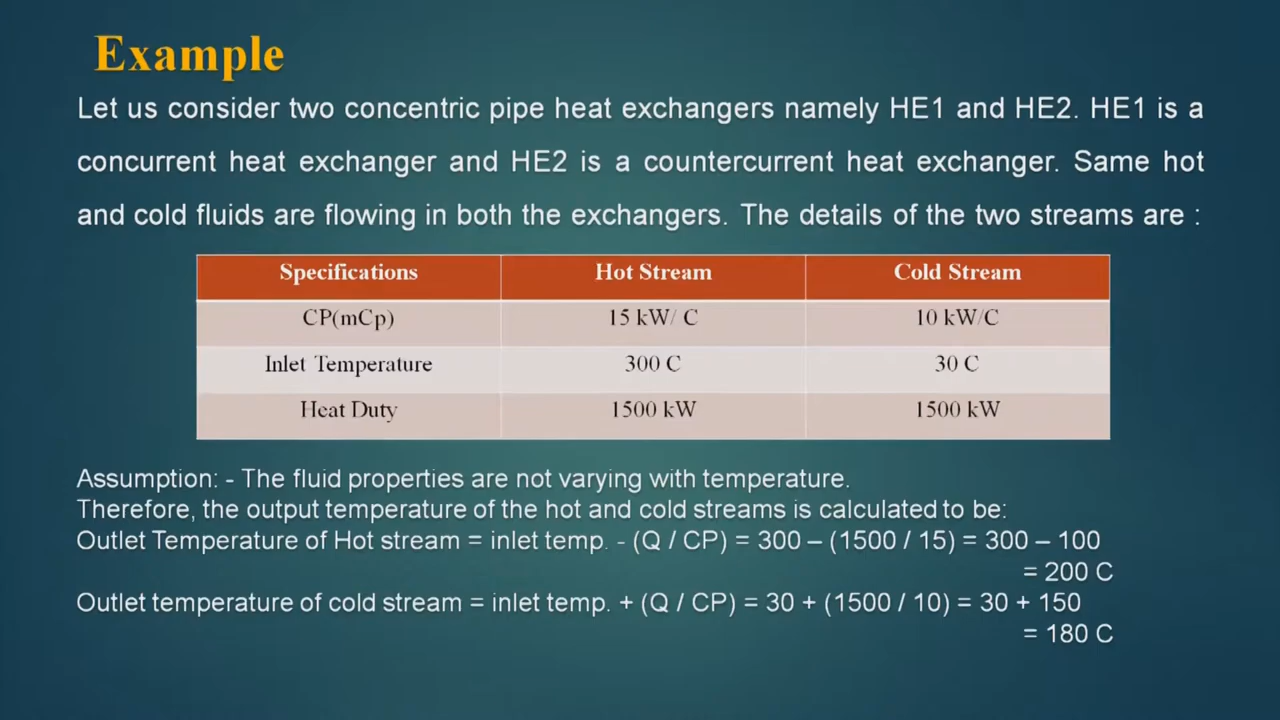 Example
Let us consider two concentric pipe heat exchangers namely HE1 and HE2. HE1 is a
concurrent heat exchanger and HE2 is a countercurrent heat exchanger. Same hot
and cold fluids are flowing in both the exchangers. The details of the two streams are :
Specifications Hot Stream Cold Stream
CP(mCp) 15 kW/ C 10 kW/C
Inlet Temperature 300 C 30 C
Heat Duty 1500 kW 1500 kW
Assumption: - The fluid properties are not varying with temperature.
Therefore, the output temperature of the hot and cold streams is calculated to be:
Outlet Temperature of Hot stream = inlet temp. - (Q / CP) = 300 – (1500 / 15) = 300 – 100
= 200 C
Outlet temperature of cold stream = inlet temp. + (Q / CP) = 30 + (1500 / 10) = 30 + 150
= 180 C